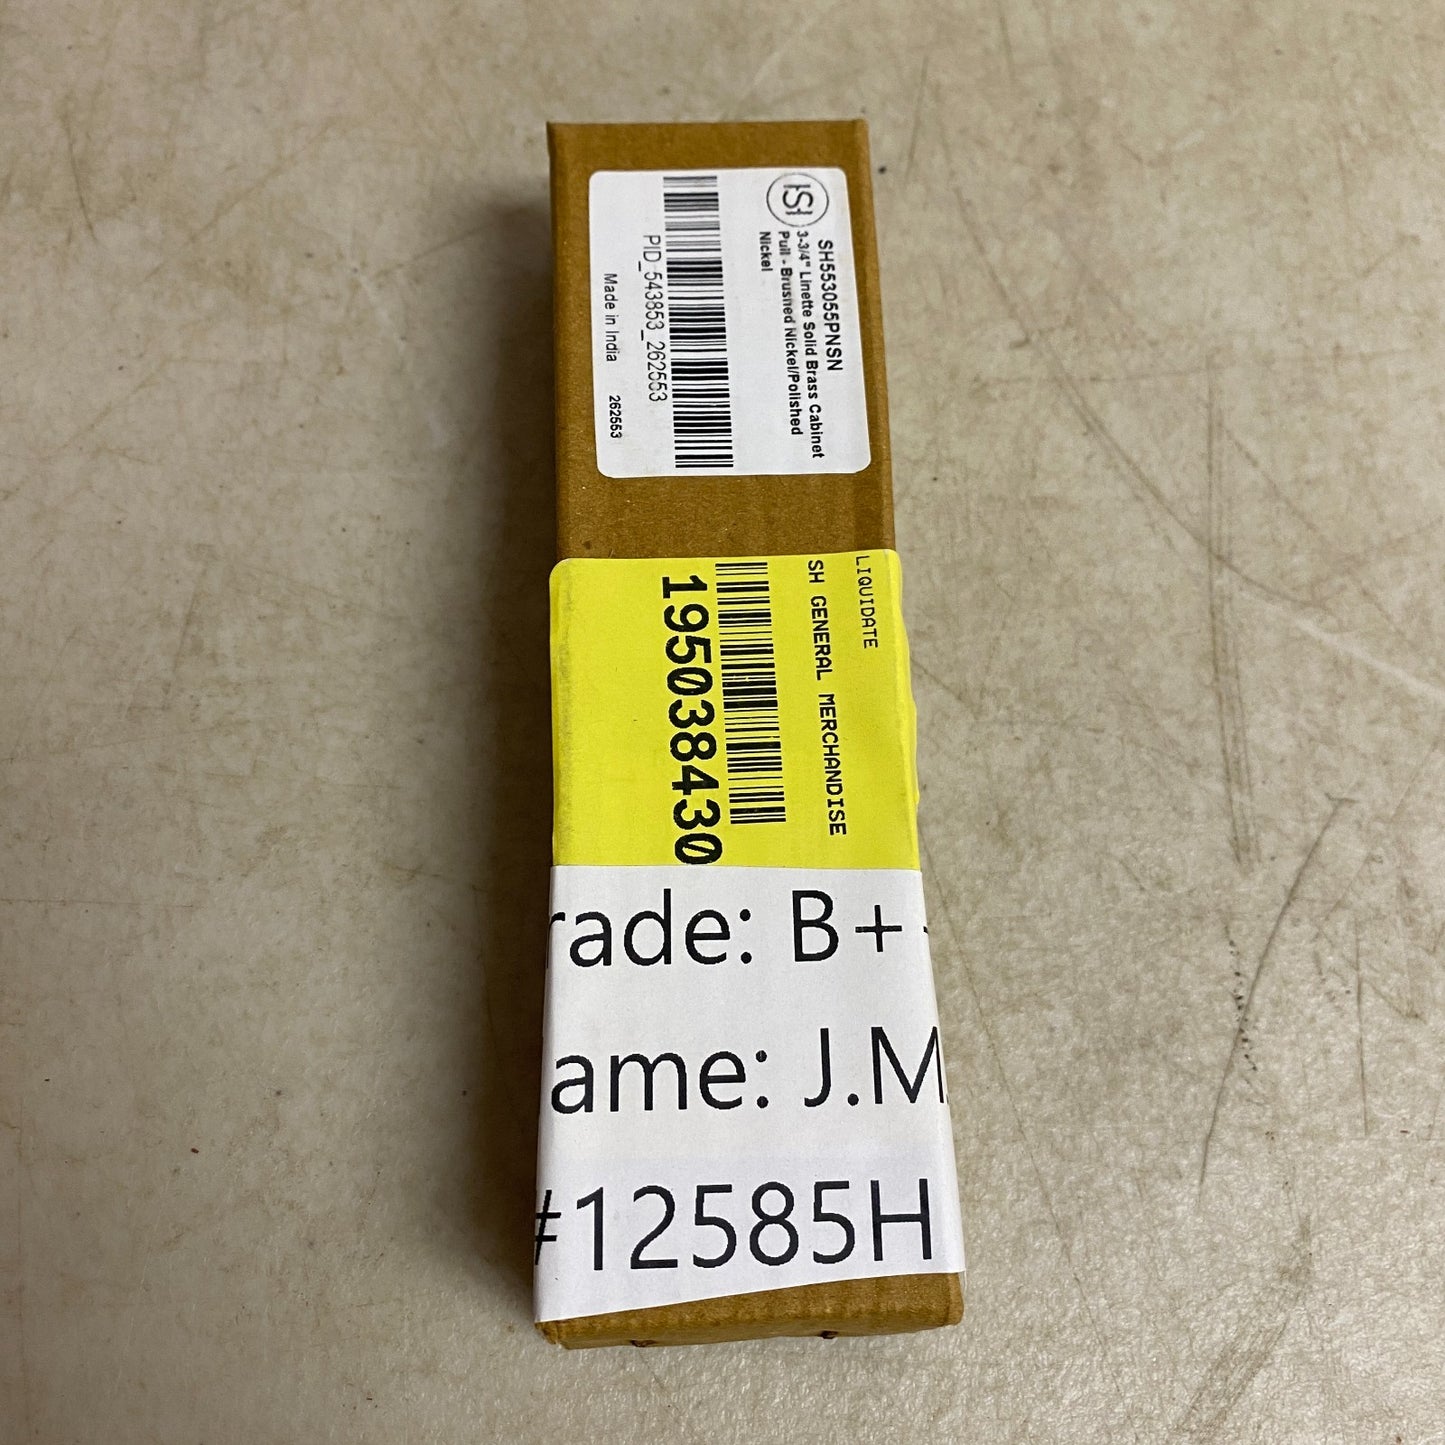 SH553055PNSN
3-3/4" Linette Solid Brass Cabinet
Pull - Brushed Nickel/Polished
Nickel
PID_543853_262553
Made in India 262553
LIQUIDATE
SH GENERAL MERCHANDISE
19503843O
rade: B+
ame: J.M
#12585H